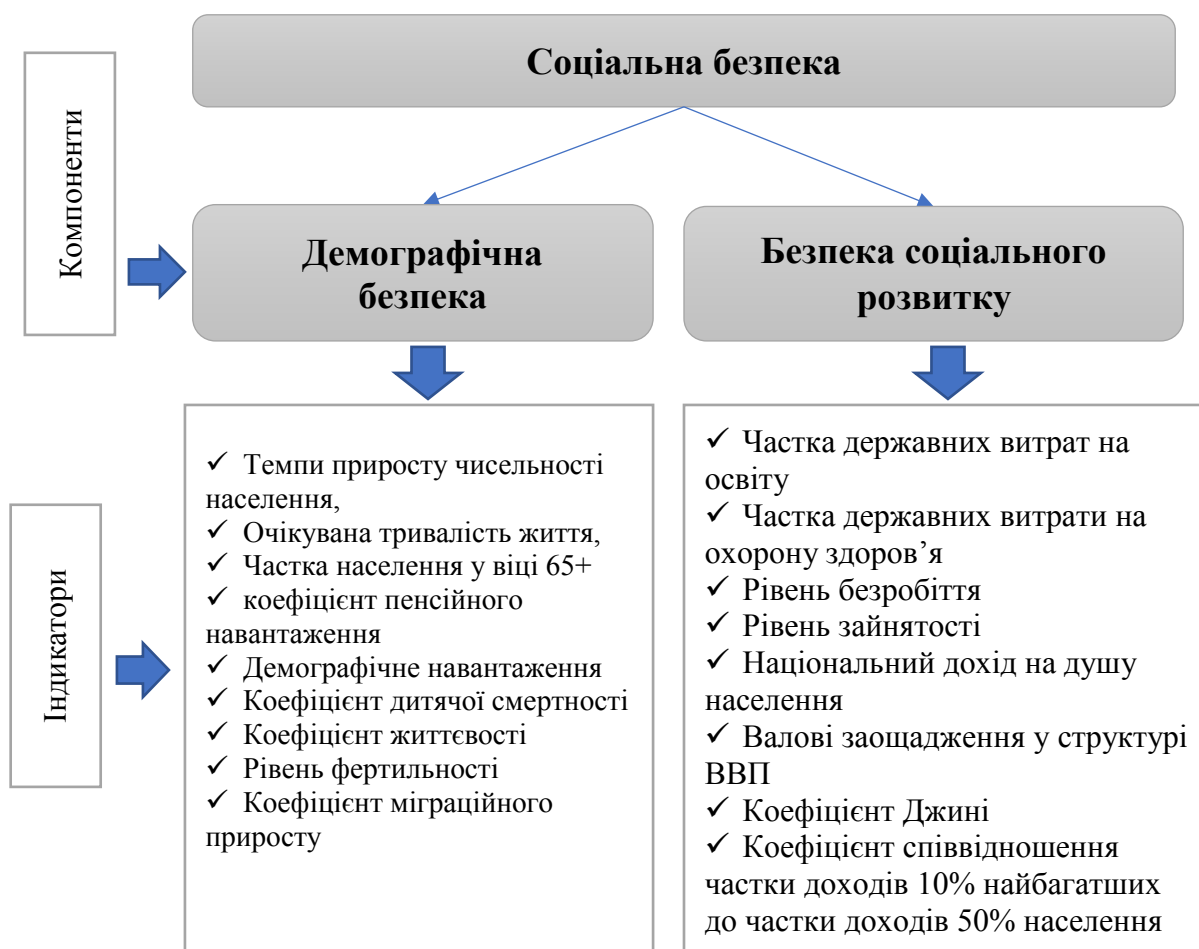 Соціальна безпека
Компоненти
Демографічна
безпека
Безпека соціального
розвитку
Індикатори
✓ Темпи приросту чисельності
населення,
✓ Очікувана тривалість життя,
✓ Частка населення у віці 65+
✓ коефіцієнт пенсійного
навантаження
✓ Демографічне навантаження
✓ Коефіцієнт дитячої смертності
✓ Коефіцієнт життєвості
✓ Рівень фертильності
✓ Коефіцієнт міграційного
приросту
✓ Частка державних витрат на
освіту
✓ Частка державних витрати на
охорону здоров’я
✓ Рівень безробіття
✓ Рівень зайнятості
✓ Національний дохід на душу
населення
✓ Валові заощадження у структурі
ВВП
✓ Коефіцієнт Джині
✓ Коефіцієнт співвідношення
частки доходів 10% найбагатших
до частки доходів 50% населення